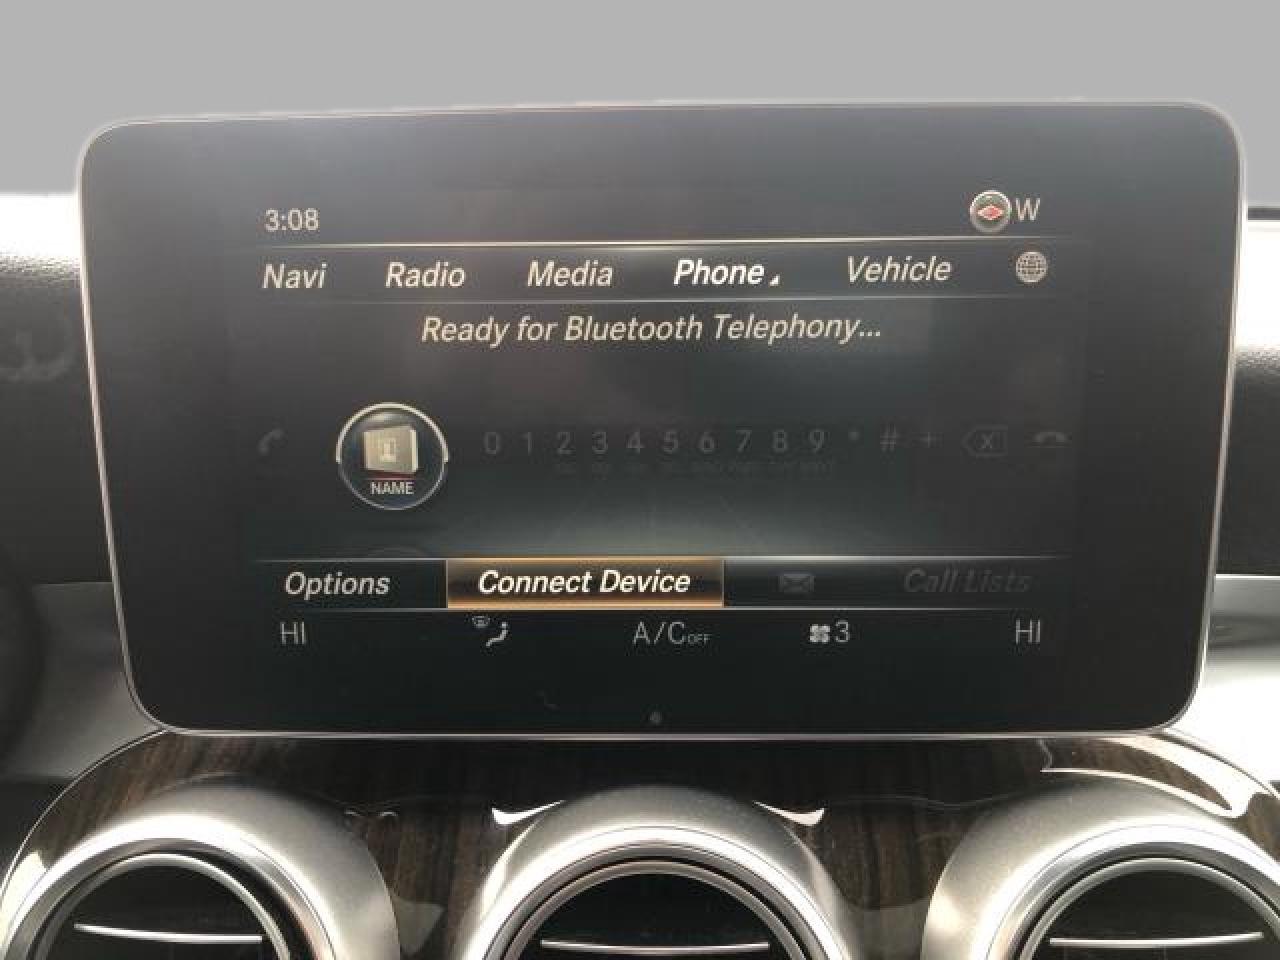 3:08 W
Navi Radio Media Phone Vehicle
Ready for Bluetooth Telephony...
0 1 2 3 4 5 6 7 8 9 * # +
NAME
Options Connect Device Call Lists
HI A/C OFF 3 HI